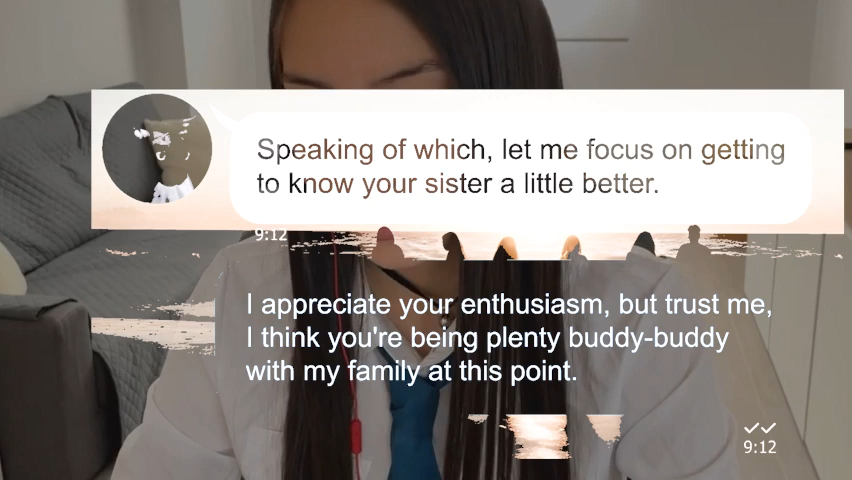 Speaking of which, let me focus on getting
to know your sister a little better.
9:12
I appreciate your enthusiasm, but trust me,
I think you're being plenty buddy-buddy
with my family at this point.
9:12